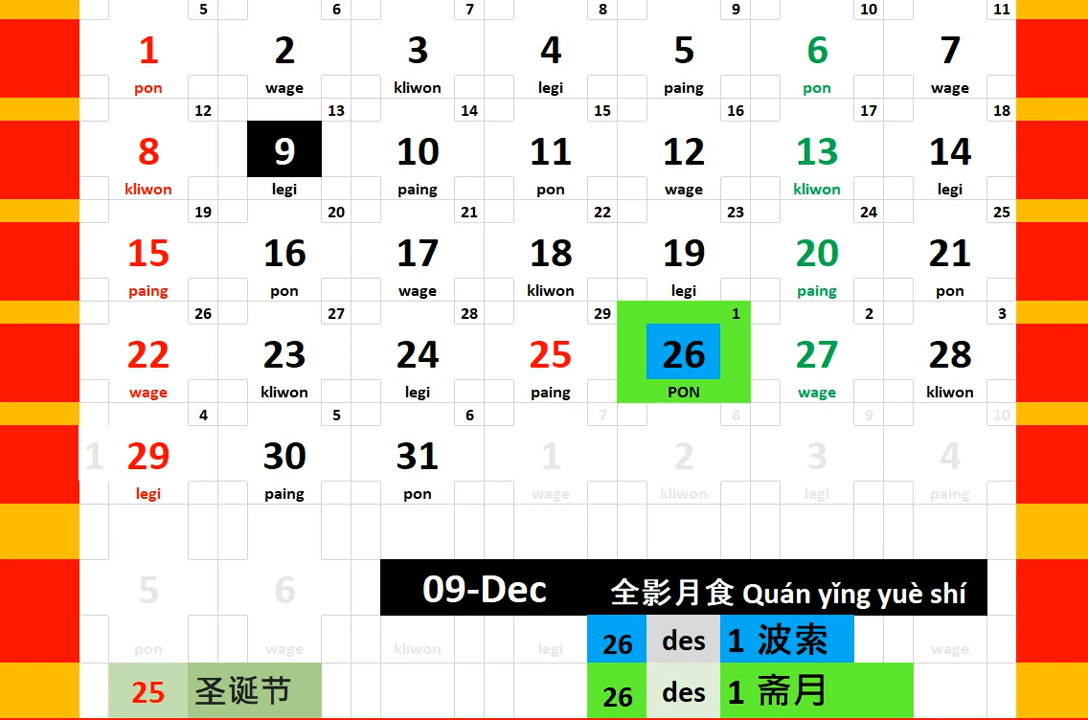 5 6 7 8 9 10 11
1 2 3 4 5 6 7
pon wage kliwon legi paing pon wage
12 13 14 15 16 17 18
8 9 10 11 12 13 14
kliwon legi paing pon wage kliwon legi
19 20 21 22 23 24 25
15 16 17 18 19 20 21
paing pon wage kliwon legi paing pon
26 27 28 29 1 2 3
22 23 24 25 26 27 28
wage kliwon legi paing PON wage kliwon
4 5 6 7 8 9 10
1 29 30 31 1 2 3 4
legi paing pon wage kliwon legi paing
5 6 09-Dec 全影月食 Quán yǐng yuè shí
pon wage kliwon legi 26 des 1 波索 wage
25 圣诞节 26 des 1 斋月